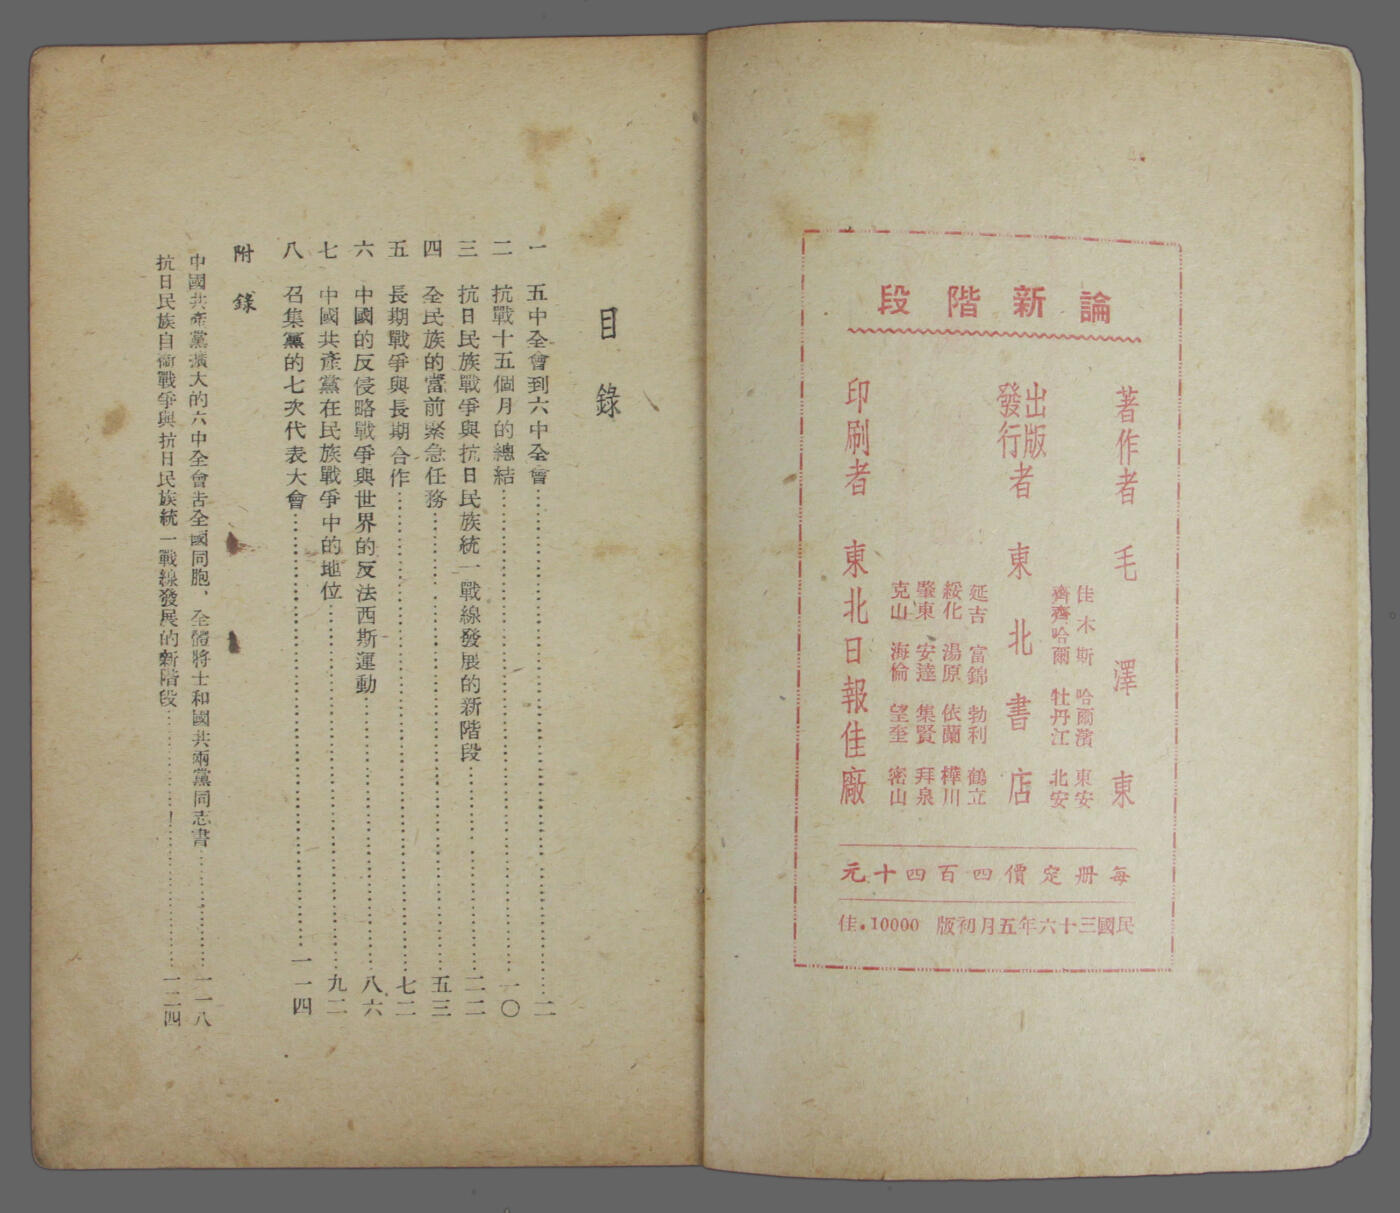 論新階段
著作者 毛澤東
出版
發行者 東北書店
佳木斯 哈爾濱 東安
齊齊哈爾 牡丹江 北安
延吉 富錦 勃利 鶴立
綏化 湯原 依蘭 樺川
肇東 安達 集賢 拜泉
克山 海倫 望奎 密山
印刷者 東北日報佳廠
每冊定價四百四十元
民國三十六年五月初版 10000.佳
目錄
一 五中全會到六中全會……二
二 抗戰十五個月的總結……一〇
三 抗日民族戰爭與抗日民族統一戰線發展的新階段……二二
四 全民族的當前緊急任務……五三
五 長期戰爭與長期合作……七二
六 中國的反侵略戰爭與世界的反法西斯運動……八六
七 中國共產黨在民族戰爭中的地位……九二
八 召集黨的七次代表大會……一一四
附錄
中國共產黨擴大的六中全會告全國同胞、全體將士和國共兩黨同志書……一一八
抗日民族自衛戰爭與抗日民族統一戰線發展的新階段……一二四